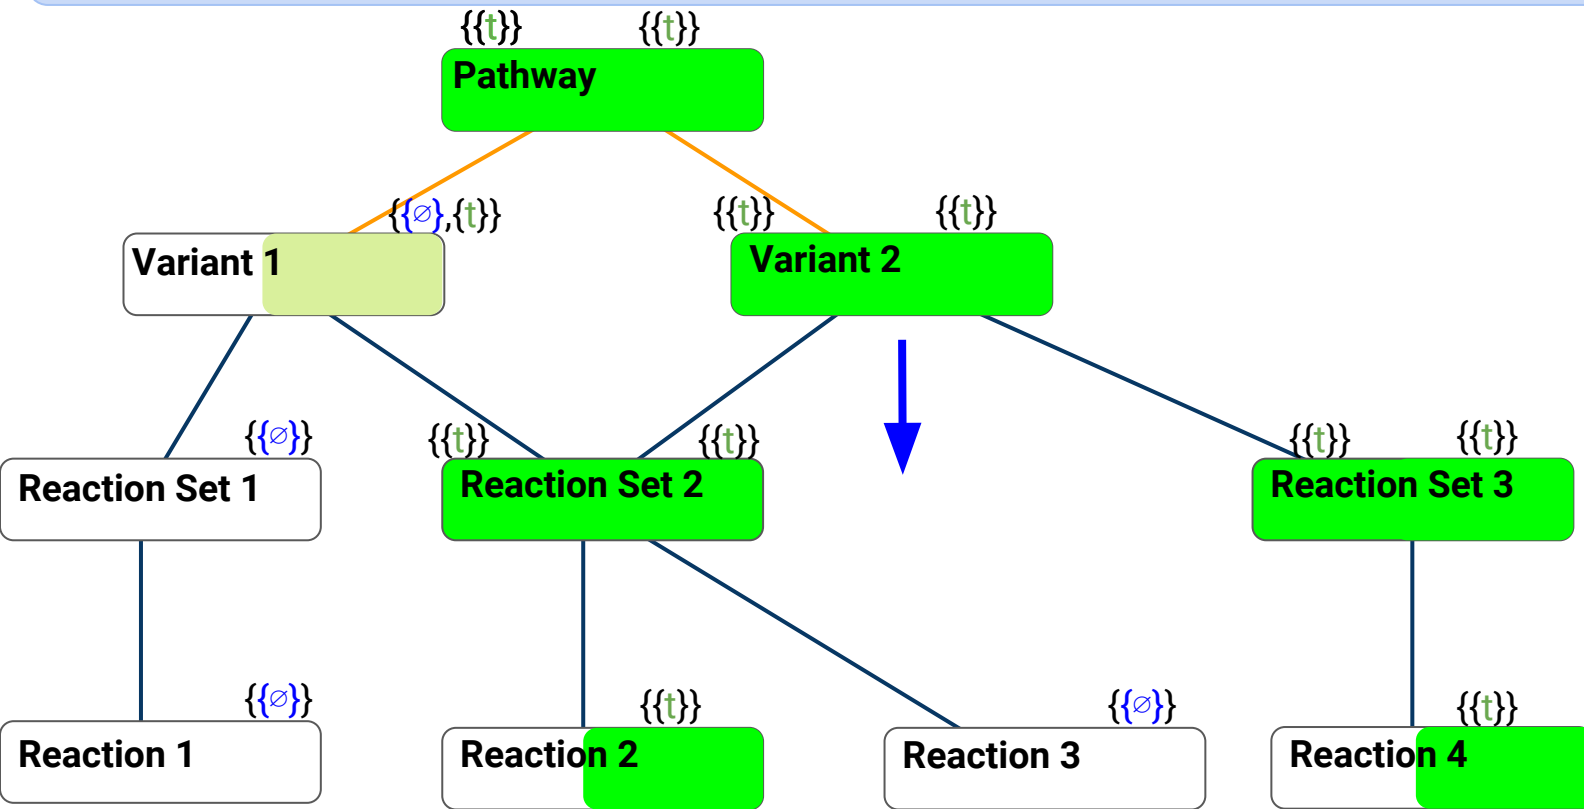 {{t}} {{t}}
Pathway
{{∅},{t}} {{t}} {{t}}
Variant 1 Variant 2
{{∅}} {{t}} {{t}} {{t}} {{t}}
Reaction Set 1 Reaction Set 2 Reaction Set 3
{{∅}} {{t}} {{∅}} {{t}}
Reaction 1 Reaction 2 Reaction 3 Reaction 4